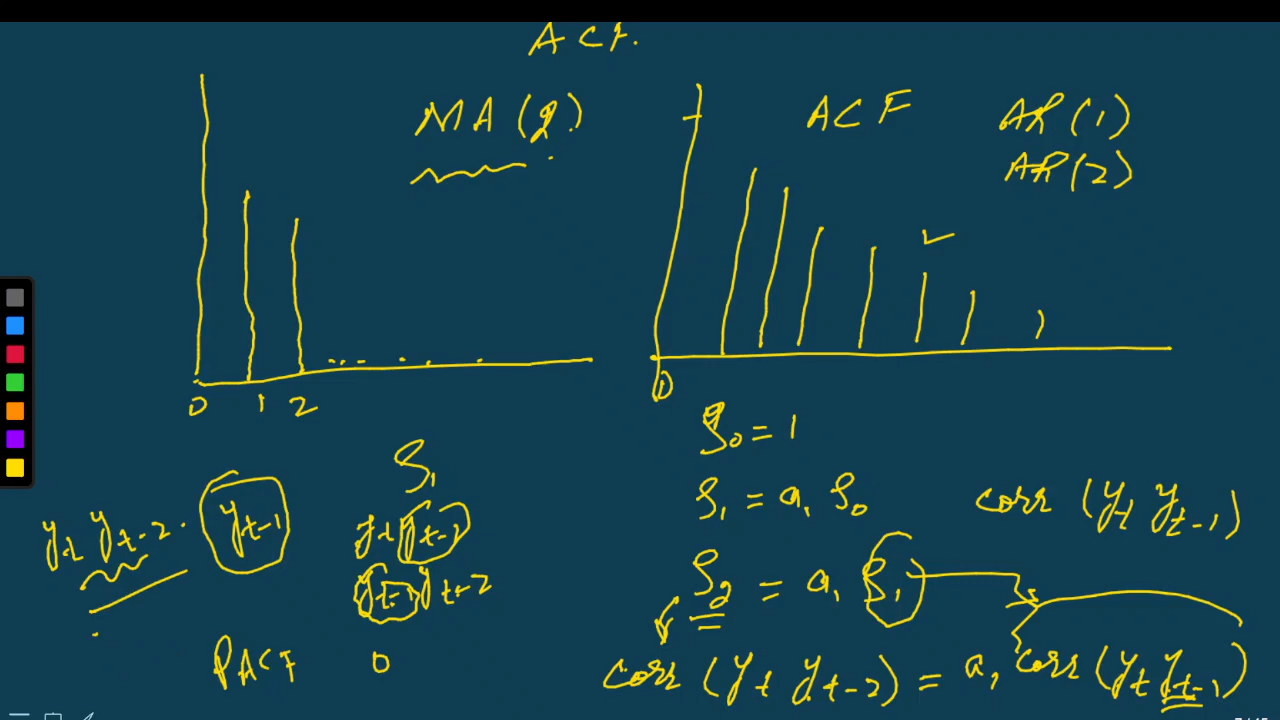 ACF.
MA(q)
ACF
AR(1)
AR(2)
0 1 2
0
ρ₀ = 1
ρ₁
ρ₁ = a₁ ρ₀
corr (yₜ yₜ₋₁)
yₜ yₜ₋₂ · yₜ₋₁
yₜ yₜ₋₁
yₜ₋₁ yₜ₋₂
ρ₂ = a₁ ρ₁
PACF 0
corr (yₜ yₜ₋₂) = a₁ corr (yₜ yₜ₋₁)